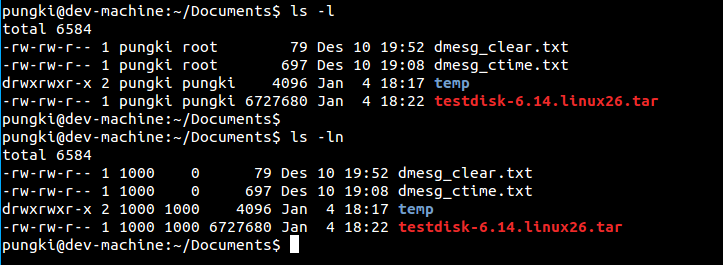 pungki@dev-machine:~/Documents$ ls -l
total 6584
-rw-rw-r-- 1 pungki root        79 Des 10 19:52 dmesg_clear.txt
-rw-rw-r-- 1 pungki root       697 Des 10 19:08 dmesg_ctime.txt
drwxrwxr-x 2 pungki pungki    4096 Jan  4 18:17 temp
-rw-rw-r-- 1 pungki pungki 6727680 Jan  4 18:22 testdisk-6.14.linux26.tar
pungki@dev-machine:~/Documents$
pungki@dev-machine:~/Documents$ ls -ln
total 6584
-rw-rw-r-- 1 1000    0      79 Des 10 19:52 dmesg_clear.txt
-rw-rw-r-- 1 1000    0     697 Des 10 19:08 dmesg_ctime.txt
drwxrwxr-x 2 1000 1000    4096 Jan  4 18:17 temp
-rw-rw-r-- 1 1000 1000 6727680 Jan  4 18:22 testdisk-6.14.linux26.tar
pungki@dev-machine:~/Documents$